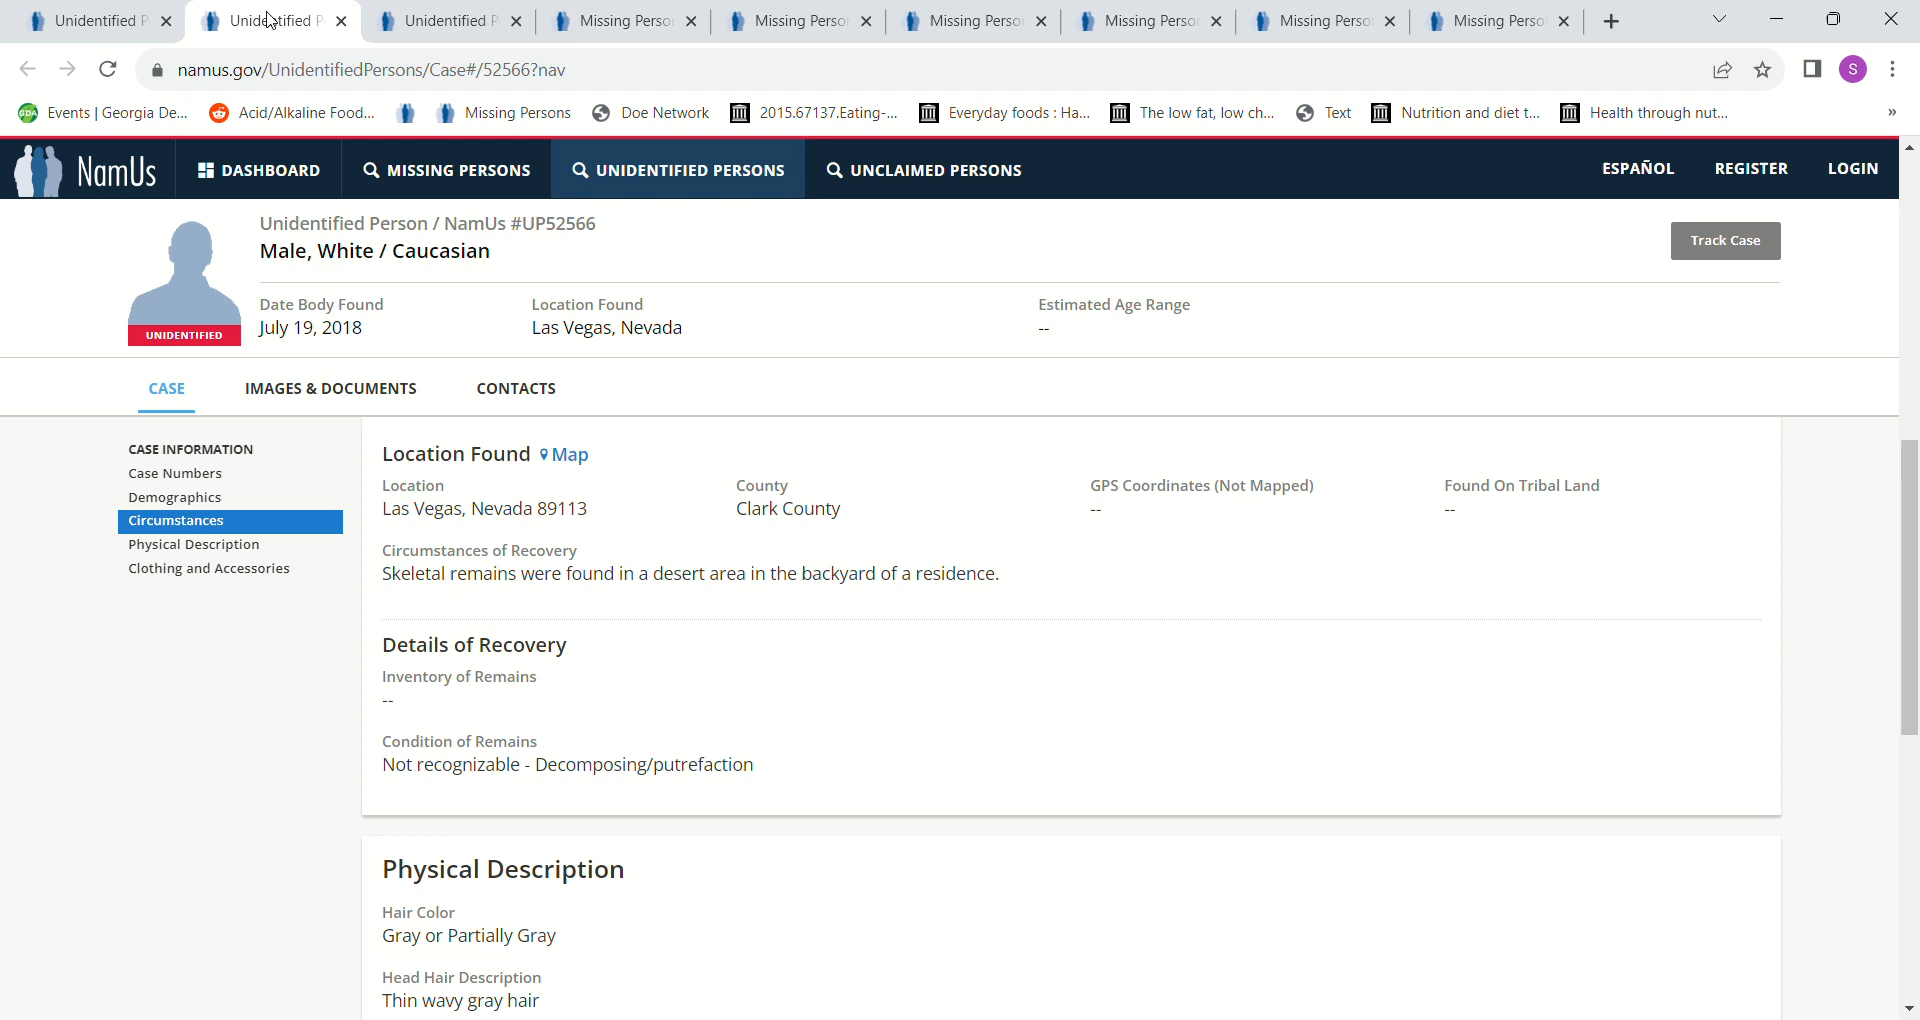 Unidentified P Unidentified P Unidentified P Missing Perso Missing Perso Missing Perso Missing Perso Missing Perso Missing Perso
namus.gov/UnidentifiedPersons/Case#/52566?nav S
GDA Events | Georgia De... Acid/Alkaline Food... Missing Persons Doe Network 2015.67137.Eating-... Everyday foods : Ha... The low fat, low ch... Text Nutrition and diet t... Health through nut... »
NamUs DASHBOARD MISSING PERSONS UNIDENTIFIED PERSONS UNCLAIMED PERSONS ESPAÑOL REGISTER LOGIN
Unidentified Person / NamUs #UP52566
Male, White / Caucasian
Track Case
Date Body Found Location Found Estimated Age Range
July 19, 2018 Las Vegas, Nevada --
UNIDENTIFIED
CASE IMAGES & DOCUMENTS CONTACTS
CASE INFORMATION
Case Numbers
Demographics
Circumstances
Physical Description
Clothing and Accessories
Location Found Map
Location County GPS Coordinates (Not Mapped) Found On Tribal Land
Las Vegas, Nevada 89113 Clark County -- --
Circumstances of Recovery
Skeletal remains were found in a desert area in the backyard of a residence.
Details of Recovery
Inventory of Remains
--
Condition of Remains
Not recognizable - Decomposing/putrefaction
Physical Description
Hair Color
Gray or Partially Gray
Head Hair Description
Thin wavy gray hair